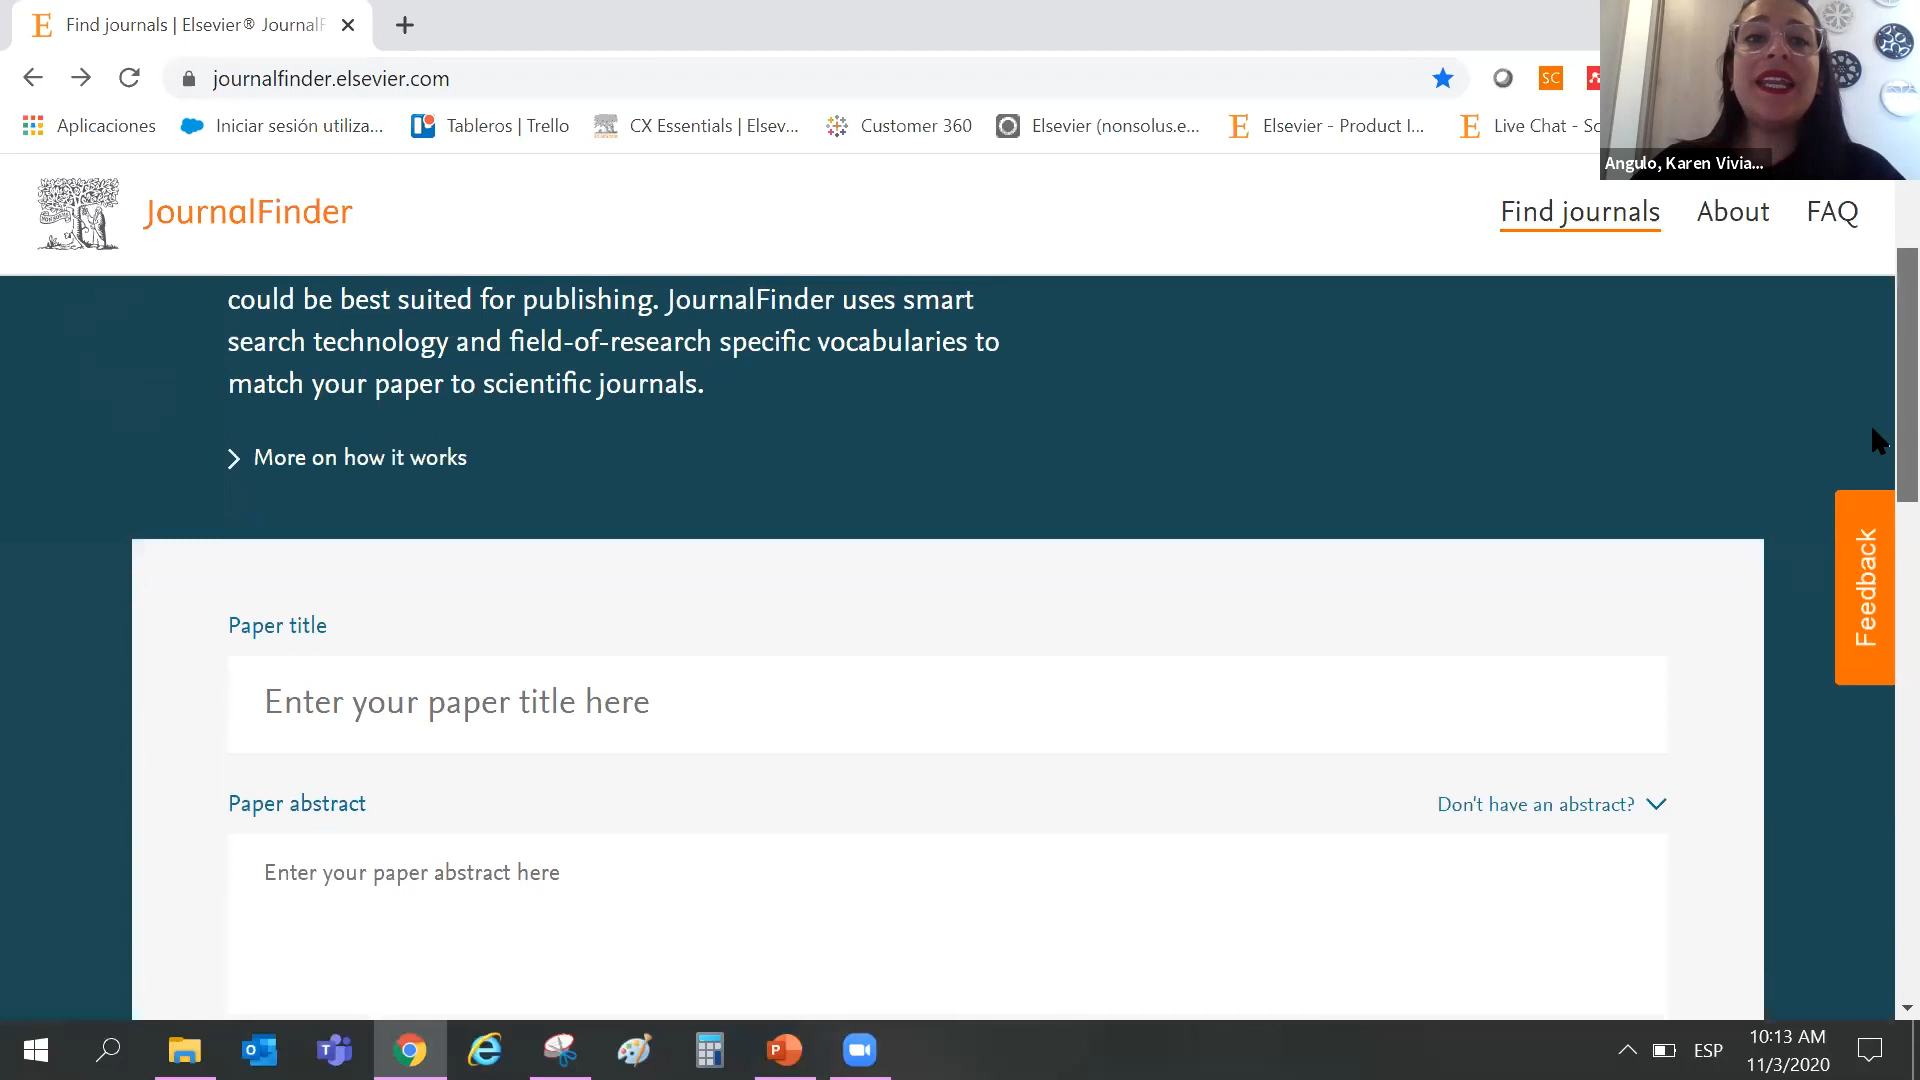 Find journals | Elsevier® JournalF
journalfinder.elsevier.com
SC
Aplicaciones
Iniciar sesión utiliza...
Tableros | Trello
CX Essentials | Elsev...
Customer 360
Elsevier (nonsolus.e...
Elsevier - Product I...
Live Chat - Sc
Angulo, Karen Vivia...
JournalFinder
Find journals
About
FAQ
could be best suited for publishing. JournalFinder uses smart
search technology and field-of-research specific vocabularies to
match your paper to scientific journals.
More on how it works
Feedback
Paper title
Enter your paper title here
Paper abstract
Don't have an abstract?
Enter your paper abstract here
ESP
10:13 AM
11/3/2020